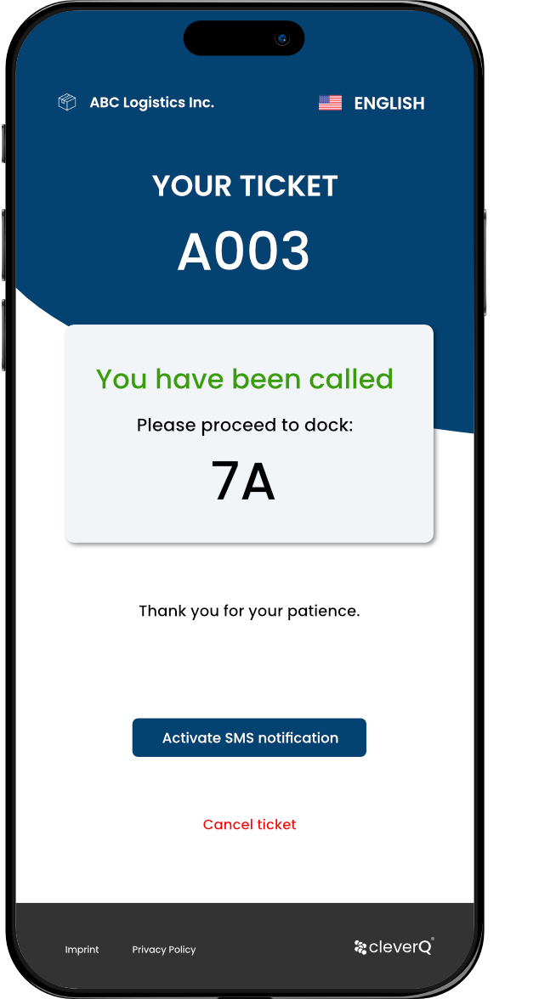 ABC Logistics Inc.
ENGLISH
YOUR TICKET
A003
You have been called
Please proceed to dock:
7A
Thank you for your patience.
Activate SMS notification
Cancel ticket
Imprint
Privacy Policy
cleverQ®